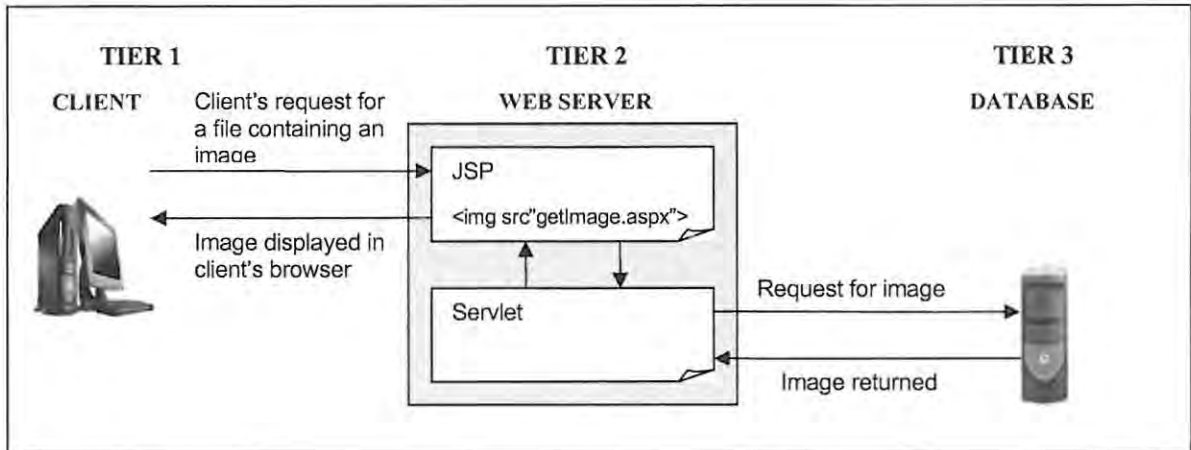 TIER 1
CLIENT
Client's request for
a file containing an
image
Image displayed in
client's browser
TIER 2
WEB SERVER
JSP
<img src"getImage.aspx">
Servlet
TIER 3
DATABASE
Request for image
Image returned